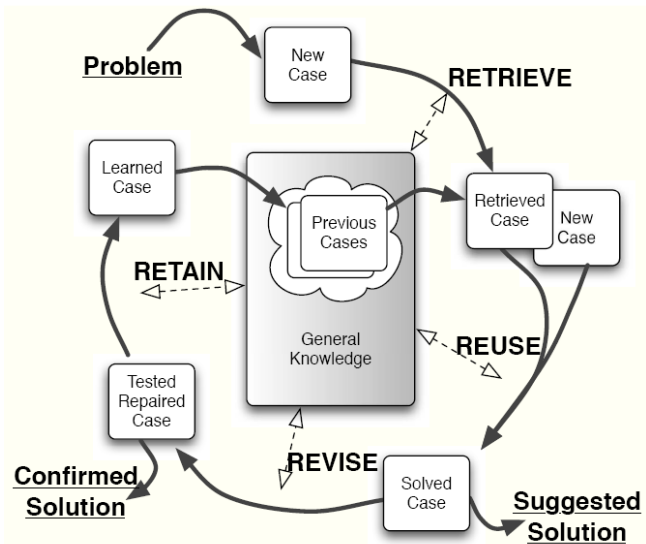 Problem
New
Case
RETRIEVE
Learned
Case
Previous
Cases
Retrieved
Case
New
Case
RETAIN
General
Knowledge
REUSE
Tested
Repaired
Case
REVISE
Solved
Case
Confirmed
Solution
Suggested
Solution